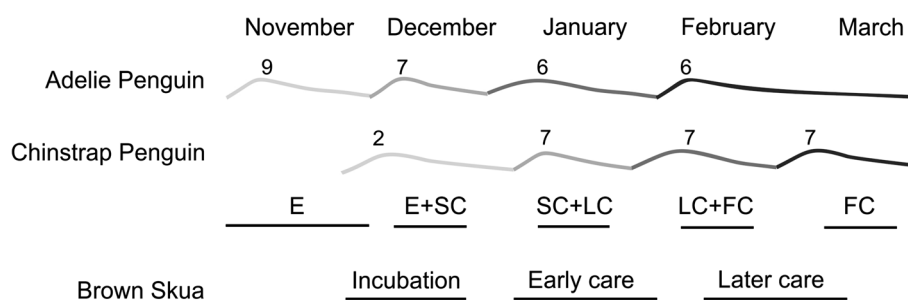 November December January February March
9 7 6 6
Adelie Penguin
2 7 7 7
Chinstrap Penguin
E E+SC SC+LC LC+FC FC
Incubation Early care Later care
Brown Skua